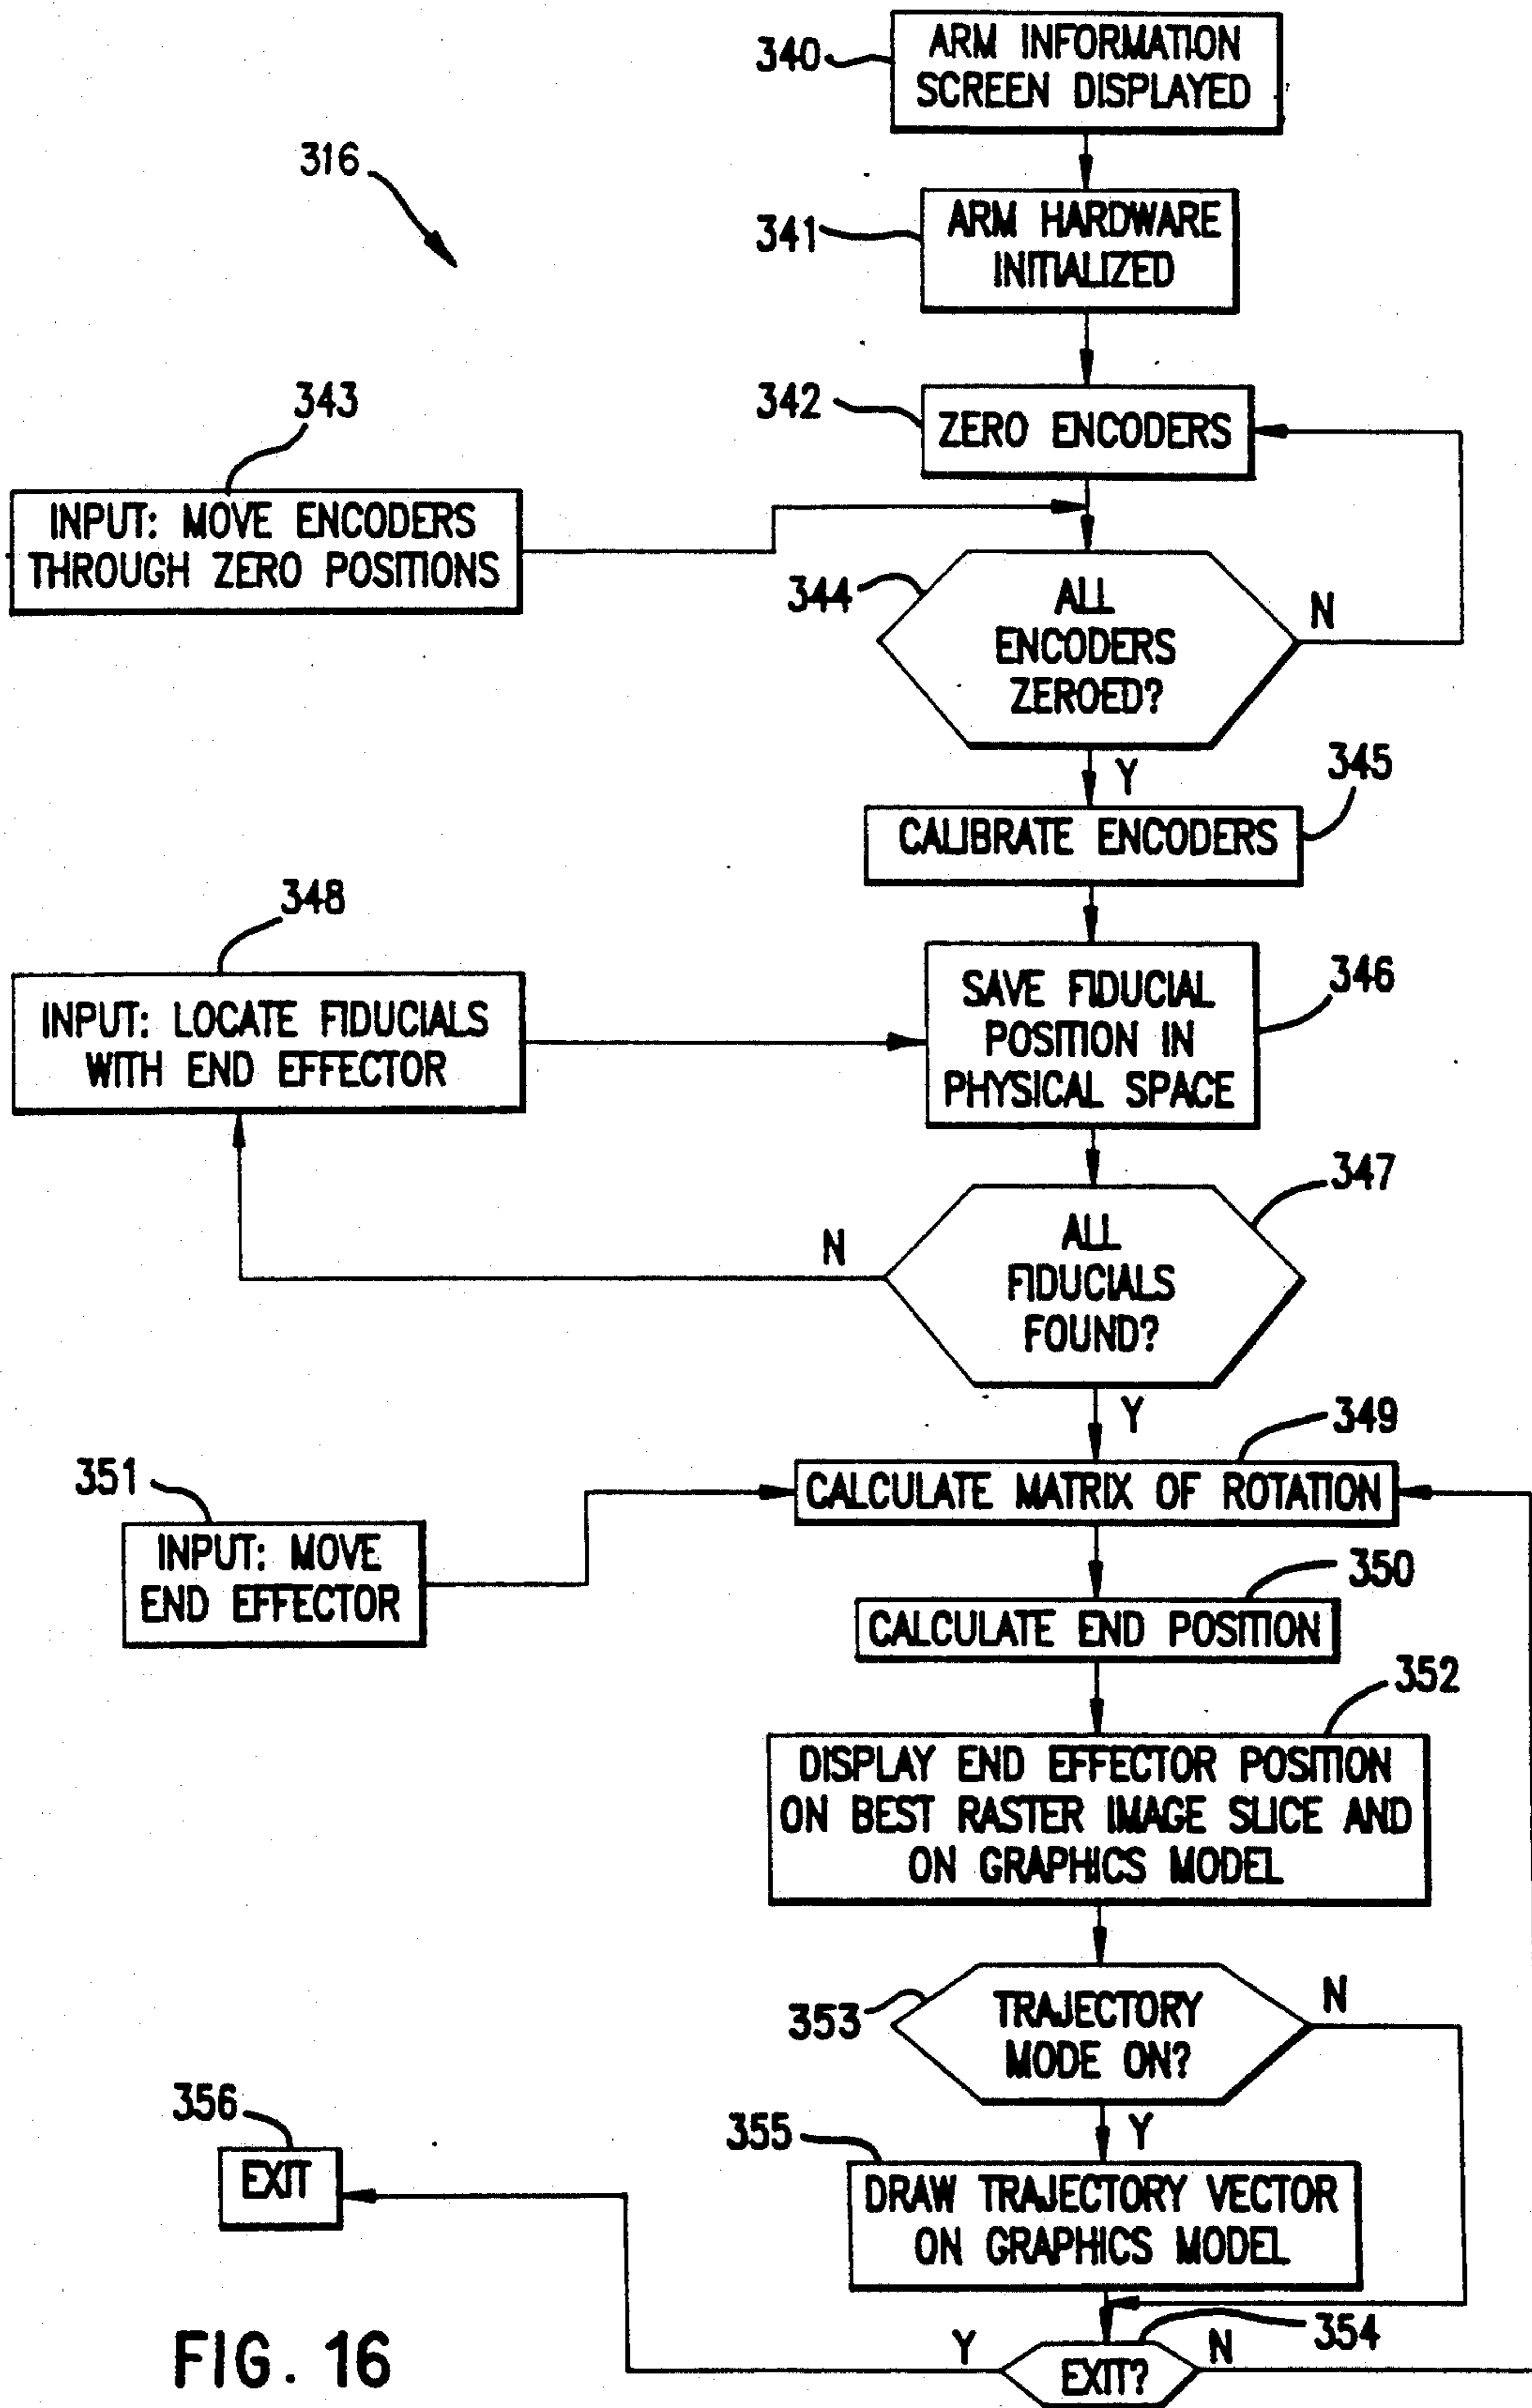 340
ARM INFORMATION
SCREEN DISPLAYED
316
341
ARM HARDWARE
INITIALIZED
342
ZERO ENCODERS
343
INPUT: MOVE ENCODERS
THROUGH ZERO POSITIONS
344
ALL
ENCODERS
ZEROED?
N
Y
345
CALIBRATE ENCODERS
348
INPUT: LOCATE FIDUCIALS
WITH END EFFECTOR
346
SAVE FIDUCIAL
POSITION IN
PHYSICAL SPACE
347
ALL
FIDUCIALS
FOUND?
N
Y
349
CALCULATE MATRIX OF ROTATION
351
INPUT: MOVE
END EFFECTOR
350
CALCULATE END POSITION
352
DISPLAY END EFFECTOR POSITION
ON BEST RASTER IMAGE SLICE AND
ON GRAPHICS MODEL
353
TRAJECTORY
MODE ON?
N
Y
356
EXIT
355
DRAW TRAJECTORY VECTOR
ON GRAPHICS MODEL
354
EXIT?
Y
N
FIG. 16